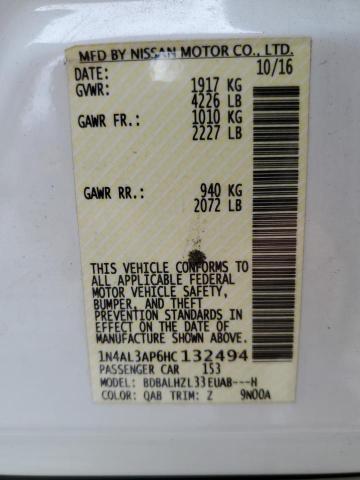 MFD BY NISSAN MOTOR CO., LTD.
DATE: 10/16
GVWR: 1917 KG
4226 LB
GAWR FR.: 1010 KG
2227 LB
GAWR RR.: 940 KG
2072 LB
THIS VEHICLE CONFORMS TO
ALL APPLICABLE FEDERAL
MOTOR VEHICLE SAFETY,
BUMPER, AND THEFT
PREVENTION STANDARDS IN
EFFECT ON THE DATE OF
MANUFACTURE SHOWN ABOVE.
1N4AL3AP6HC132494
PASSENGER CAR 153
MODEL: BDBALHZL33EUAB---H
COLOR: QAB TRIM: Z 9N00A